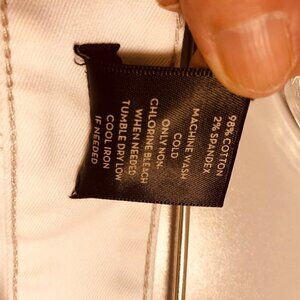 98% COTTON
2% SPANDEX
MACHINE WASH
COLD
ONLY NON-
CHLORINE BLEACH
WHEN NEEDED
TUMBLE DRY LOW
COOL IRON
IF NEEDED